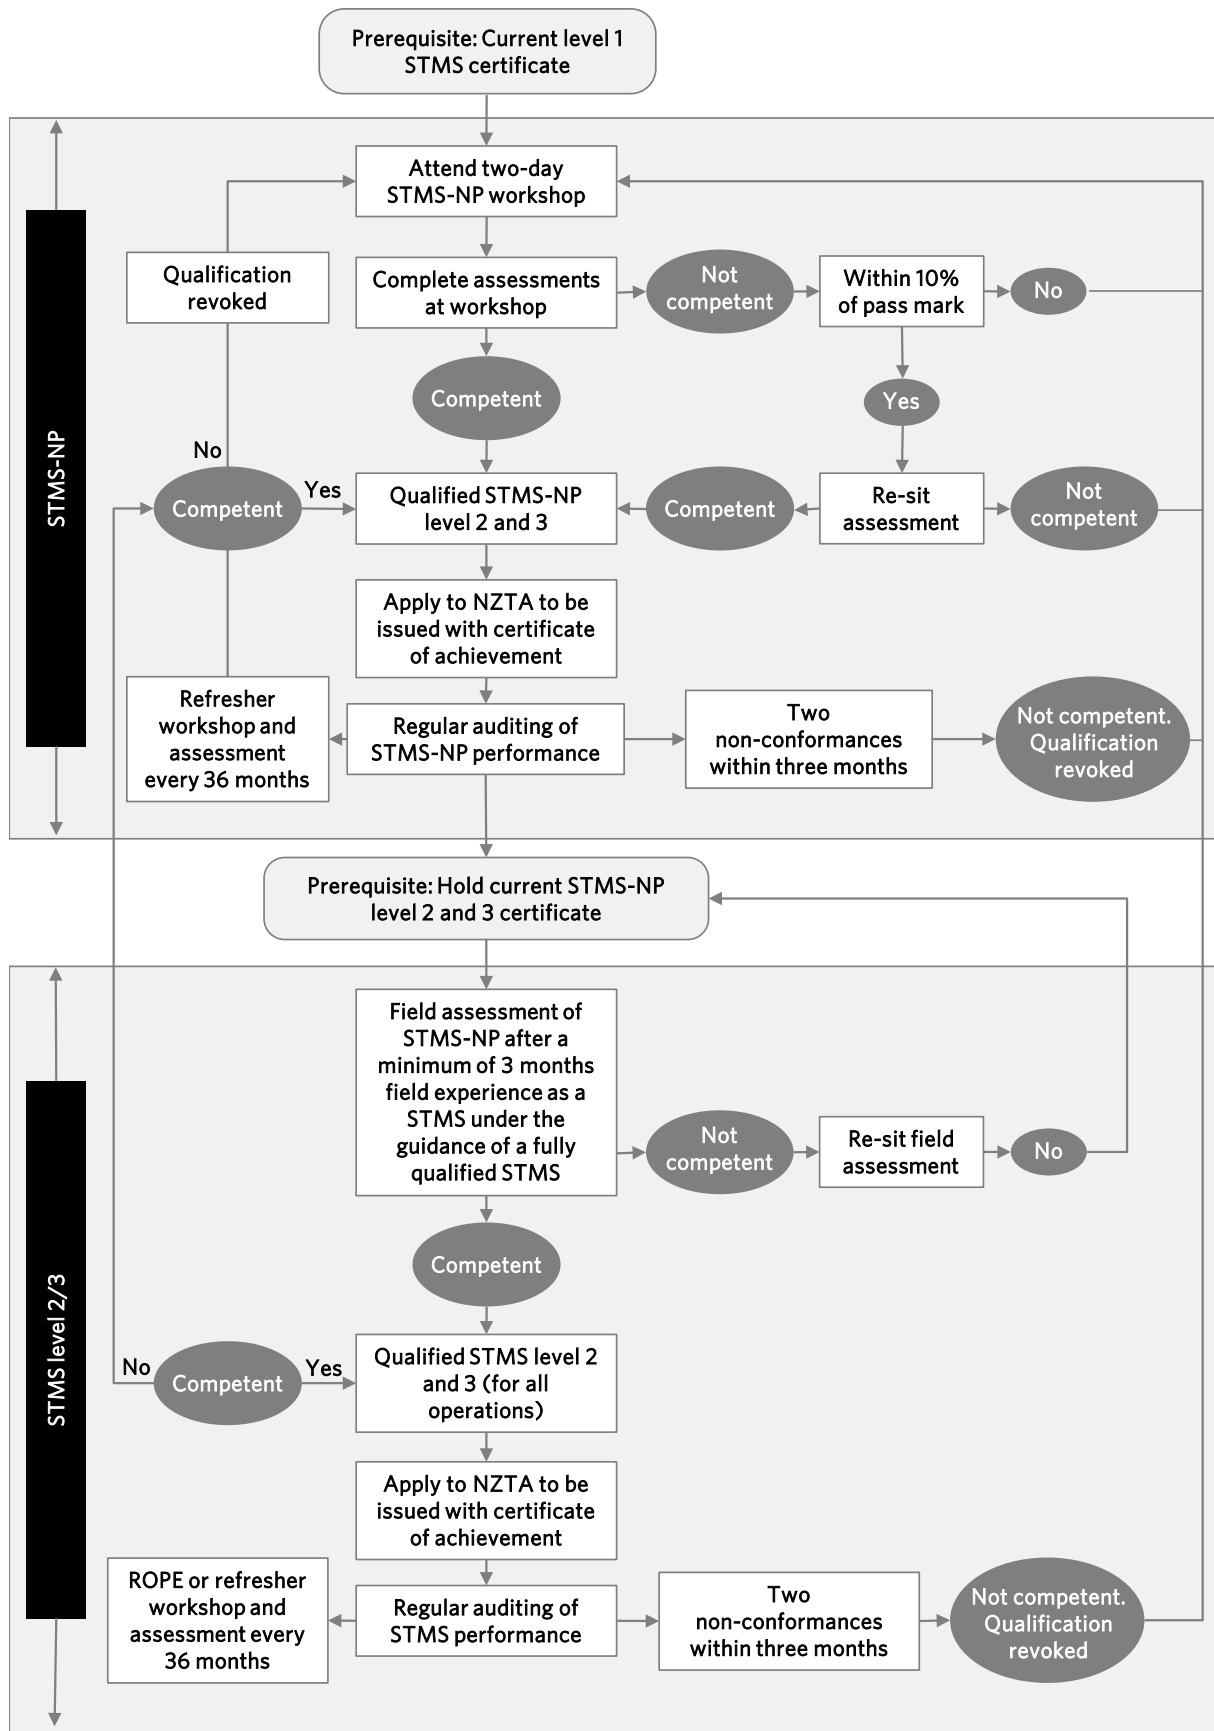 Prerequisite: Current level 1
STMS certificate
STMS-NP
Attend two-day
STMS-NP workshop
Qualification
revoked
Complete assessments
at workshop
Not
competent
Within 10%
of pass mark
No
Competent
Yes
No
Competent
Yes
Qualified STMS-NP
level 2 and 3
Competent
Re-sit
assessment
Not
competent
Apply to NZTA to be
issued with certificate
of achievement
Refresher
workshop and
assessment
every 36 months
Regular auditing of
STMS-NP performance
Two
non-conformances
within three months
Not competent.
Qualification
revoked
Prerequisite: Hold current STMS-NP
level 2 and 3 certificate
STMS level 2/3
Field assessment of
STMS-NP after a
minimum of 3 months
field experience as a
STMS under the
guidance of a fully
qualified STMS
Not
competent
Re-sit field
assessment
No
Competent
No
Competent
Yes
Qualified STMS level 2
and 3 (for all
operations)
Apply to NZTA to be
issued with certificate
of achievement
ROPE or refresher
workshop and
assessment every
36 months
Regular auditing of
STMS performance
Two
non-conformances
within three months
Not competent.
Qualification
revoked